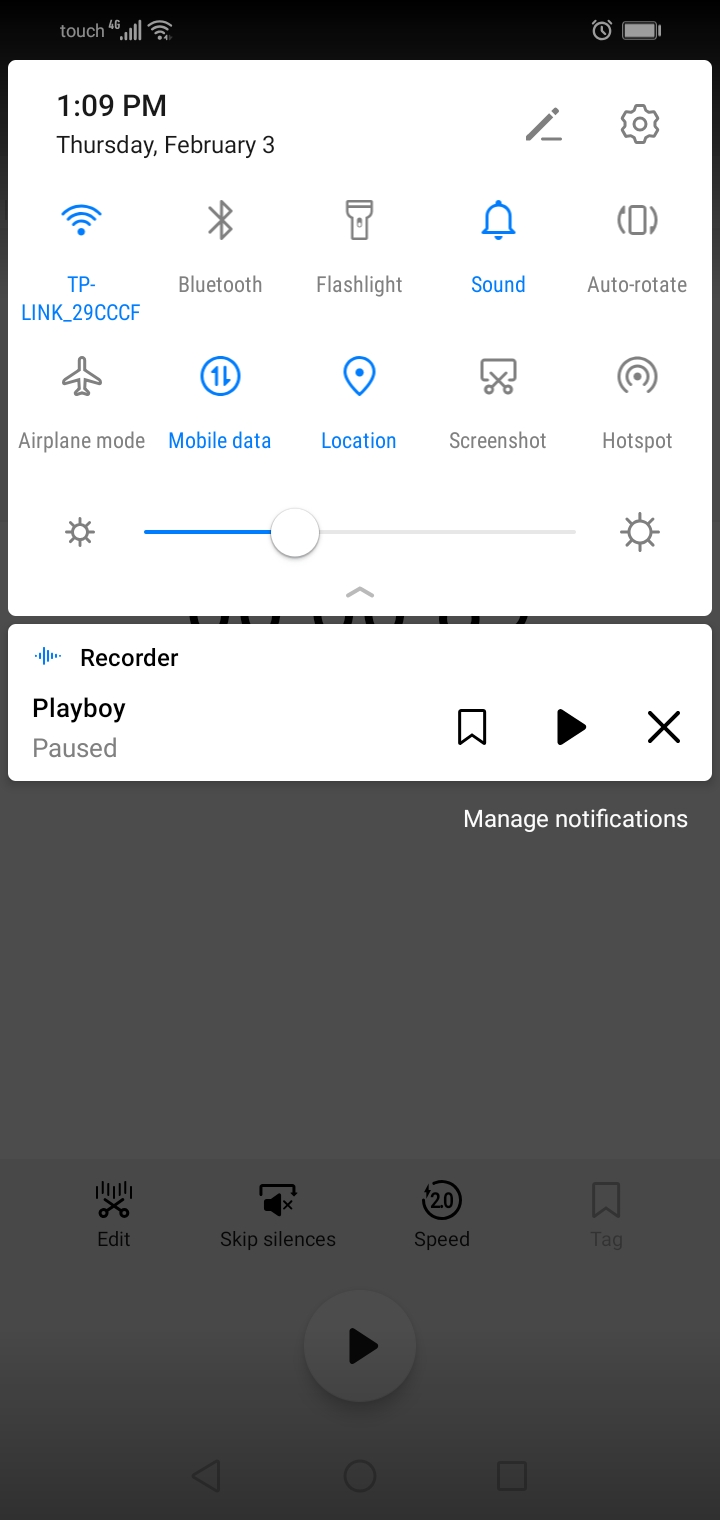 touch 4G
1:09 PM
Thursday, February 3
TP-
LINK_29CCCF
Bluetooth
Flashlight
Sound
Auto-rotate
Airplane mode
Mobile data
Location
Screenshot
Hotspot
Recorder
Playboy
Paused
Manage notifications
2.0
Edit
Skip silences
Speed
Tag